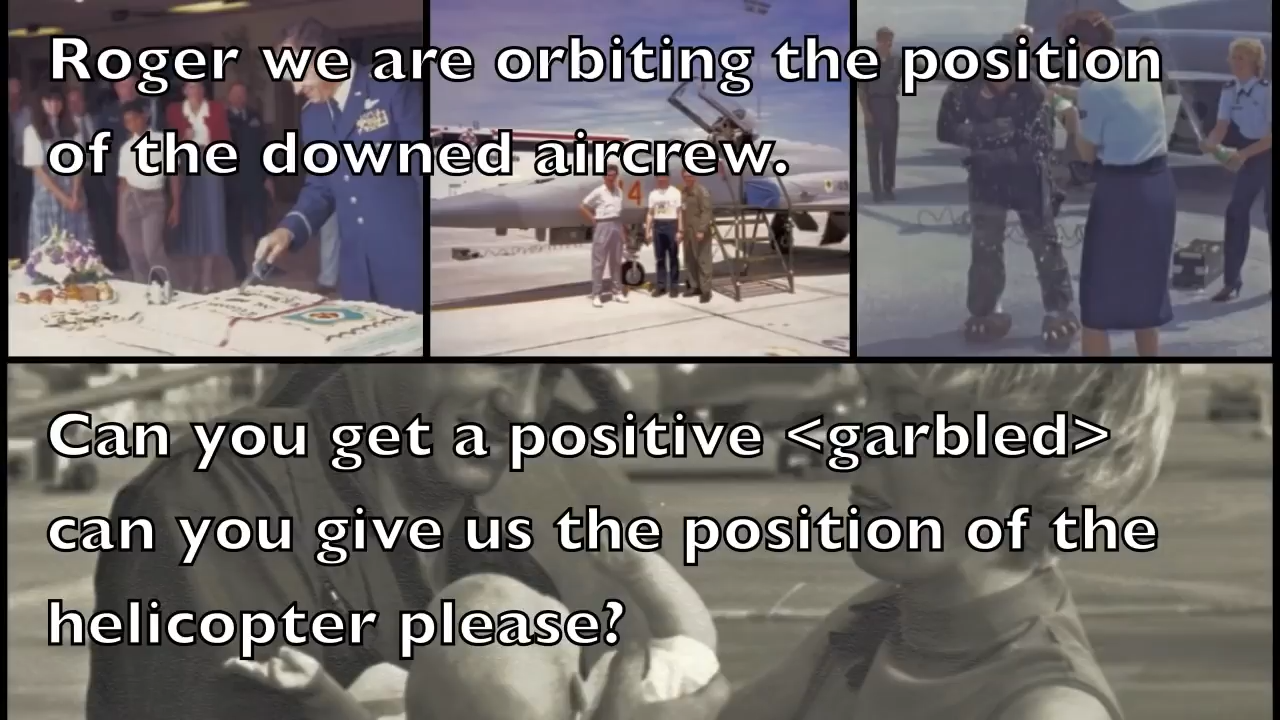 Roger we are orbiting the position
of the downed aircrew.
Can you get a positive <garbled>
can you give us the position of the
helicopter please?